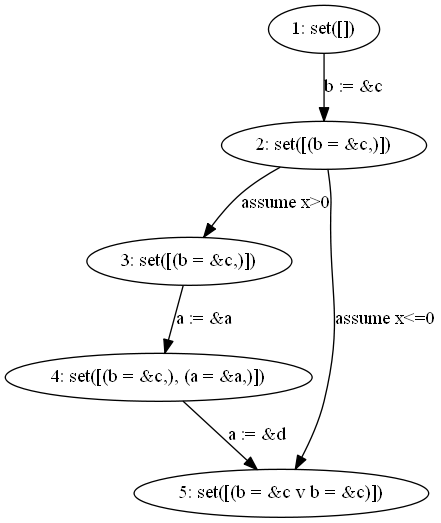 1: set([])
b := &c
2: set([(b = &c,)])
assume x>0
3: set([(b = &c,)])
a := &a
assume x<=0
4: set([(b = &c,), (a = &a,)])
a := &d
5: set([(b = &c v b = &c)])